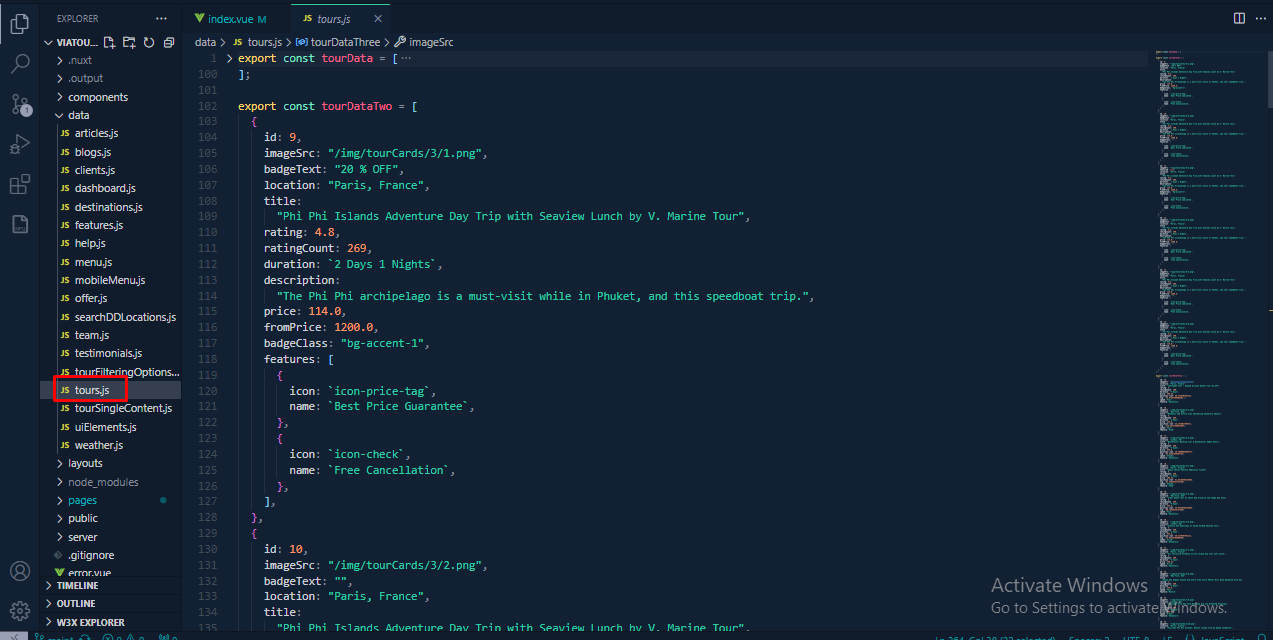 EXPLORER
index.vue M
JS tours.js
VIATOU...
data > JS tours.js > tourDataThree > imageSrc
.nuxt
.output
components
data
JS articles.js
JS blogs.js
JS clients.js
JS dashboard.js
JS destinations.js
JS features.js
JS help.js
JS menu.js
JS mobileMenu.js
JS offer.js
JS searchDDLocations.js
JS team.js
JS testimonials.js
JS tourFilteringOptions...
JS tours.js
JS tourSingleContent.js
JS uiElements.js
JS weather.js
layouts
node_modules
pages
public
server
.gitignore
error.vue
TIMELINE
OUTLINE
W3X EXPLORER
1
1 export const tourData = [ ···
100 ];
101
102 export const tourDataTwo = [
103 {
104 id: 9,
105 imageSrc: "/img/tourCards/3/1.png",
106 badgeText: "20 % OFF",
107 location: "Paris, France",
108 title:
109 "Phi Phi Islands Adventure Day Trip with Seaview Lunch by V. Marine Tour",
110 rating: 4.8,
111 ratingCount: 269,
112 duration: `2 Days 1 Nights`,
113 description:
114 "The Phi Phi archipelago is a must-visit while in Phuket, and this speedboat trip.",
115 price: 114.0,
116 fromPrice: 1200.0,
117 badgeClass: "bg-accent-1",
118 features: [
119 {
120 icon: `icon-price-tag`,
121 name: `Best Price Guarantee`,
122 },
123 {
124 icon: `icon-check`,
125 name: `Free Cancellation`,
126 },
127 ],
128 },
129 {
130 id: 10,
131 imageSrc: "/img/tourCards/3/2.png",
132 badgeText: "",
133 location: "Paris, France",
134 title:
135 "Phi Phi Islands Adventure Day Trip with Seaview Lunch by V. Marine Tour",
Activate Windows
Go to Settings to activate Windows.